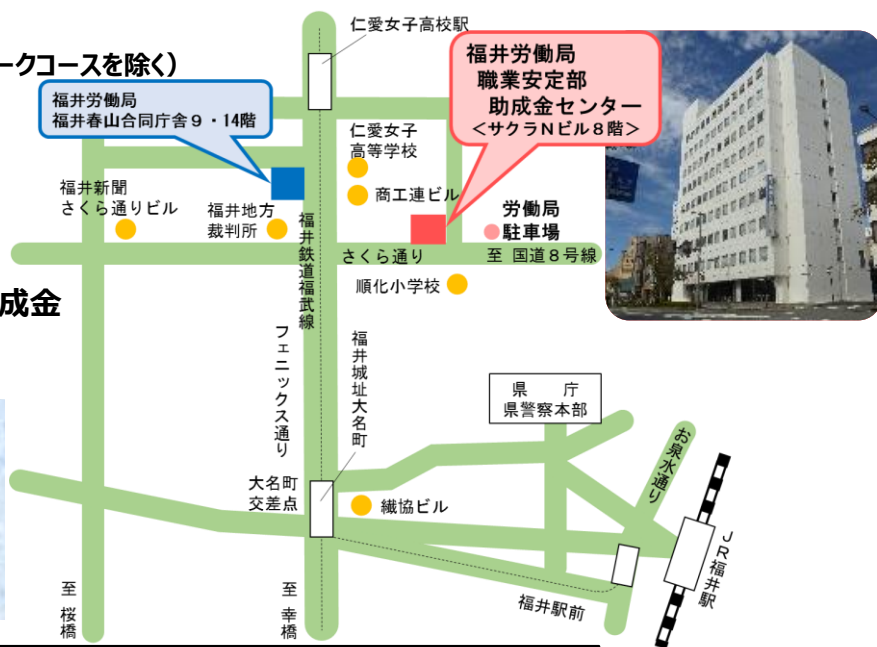 ークコースを除く）
成金
仁愛女子高校駅
福井労働局
職業安定部
助成金センター
＜サクラNビル８階＞
福井労働局
福井春山合同庁舎９・14階
仁愛女子
高等学校
商工連ビル
福井新聞
さくら通りビル
福井地方
裁判所
労働局
駐車場
さくら通り
至 国道８号線
順化小学校
福井鉄道福武線
フェニックス通り
福井城址大名町
県　庁
県警察本部
お泉水通り
大名町
交差点
繊協ビル
ＪＲ福井駅
福井駅前
至 桜橋
至 幸橋